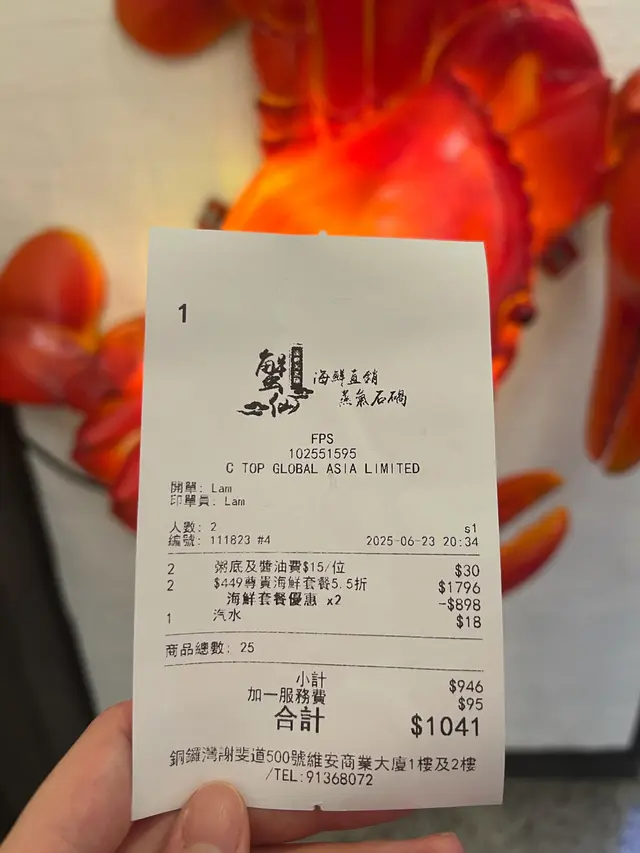 1
蟹仙
海鮮直銷
蒸氣石鍋
FPS
102551595
C TOP GLOBAL ASIA LIMITED
開單: Lam
印單員: Lam
人數: 2 s1
編號: 111823 #4 2025-06-23 20:34
2 粥底及醬油費$15/位 $30
2 $449尊貴海鮮套餐5.5折 $1796
海鮮套餐優惠 x2 -$898
1 汽水 $18
商品總數: 25
小計 $946
加一服務費 $95
合計 $1041
銅鑼灣謝斐道500號維安商業大廈1樓及2樓
/TEL:91368072